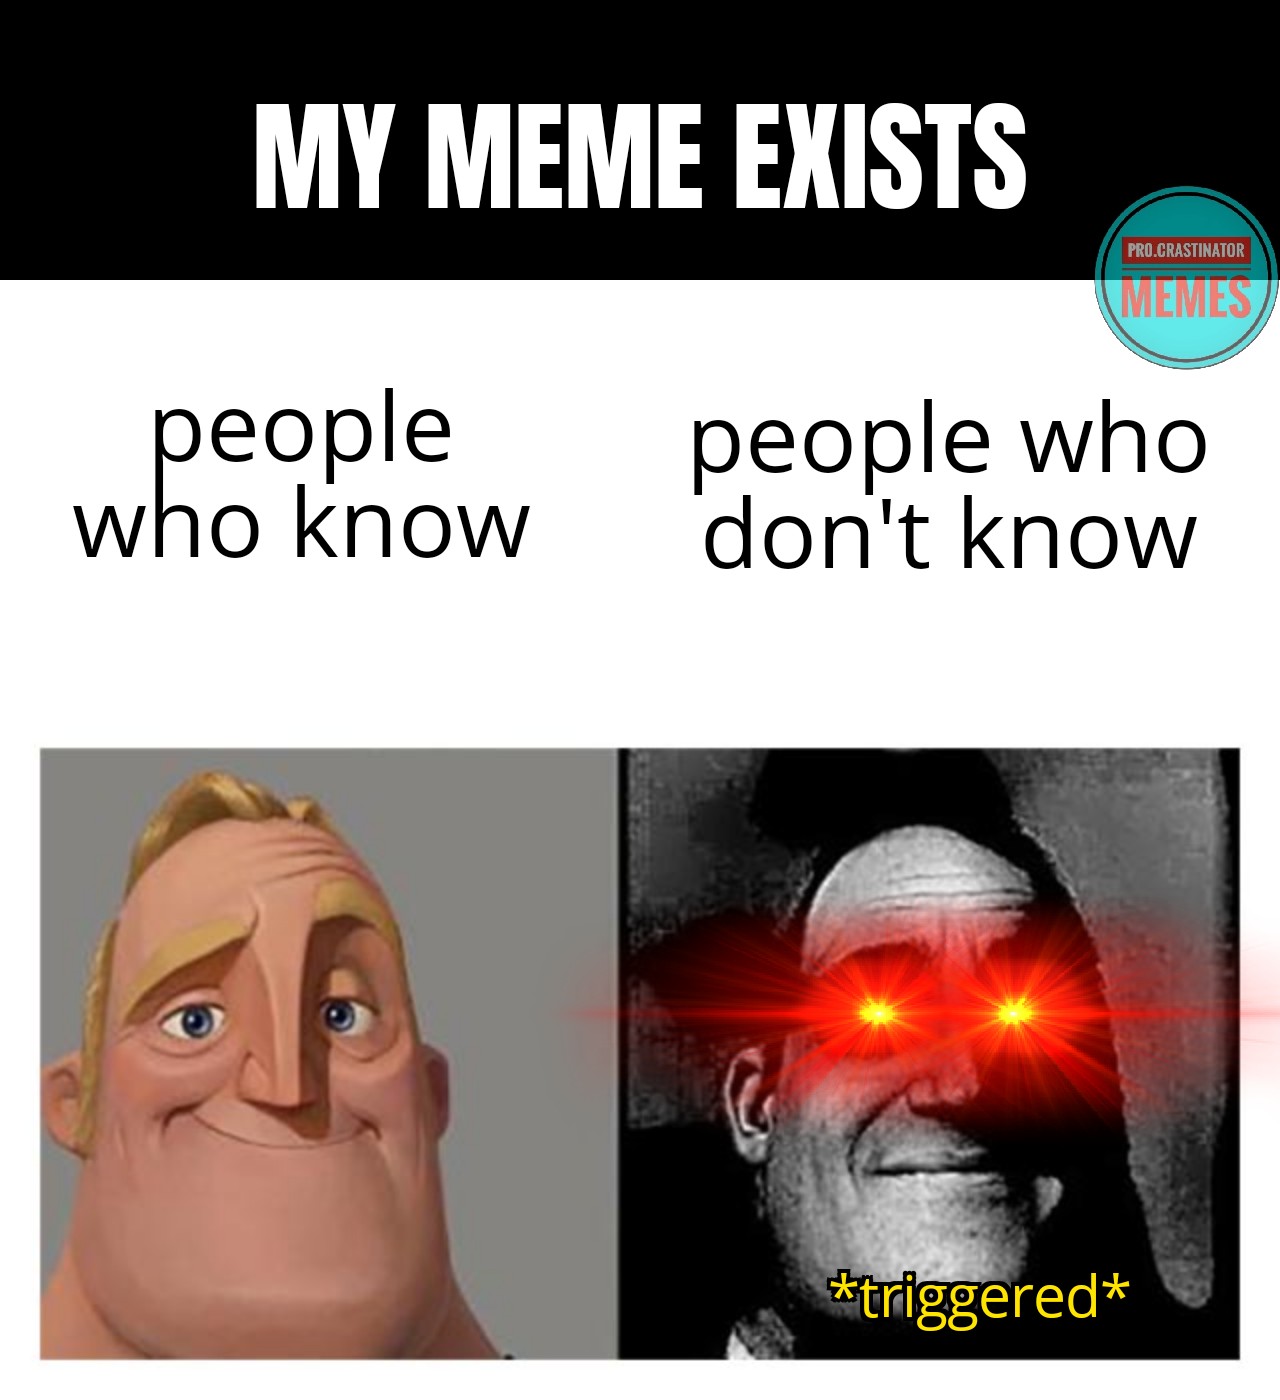 MY MEME EXISTS
PRO.CRASTINATOR
MEMES
people
who know
people who
don't know
*triggered*